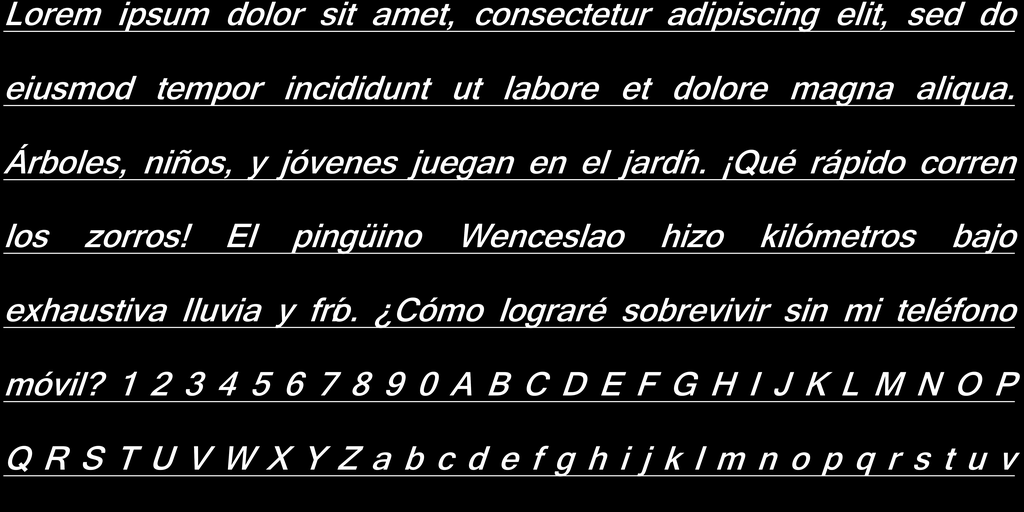 Lorem ipsum dolor sit amet, consectetur adipiscing elit, sed do
eiusmod tempor incididunt ut labore et dolore magna aliqua.
Árboles, niños, y jóvenes juegan en el jardín. ¡Qué rápido corren
los zorros! El pingüino Wenceslao hizo kilómetros bajo
exhaustiva lluvia y frío. ¿Cómo lograré sobrevivir sin mi teléfono
móvil? 1 2 3 4 5 6 7 8 9 0 A B C D E F G H I J K L M N O P
Q R S T U V W X Y Z a b c d e f g h i j k l m n o p q r s t u v